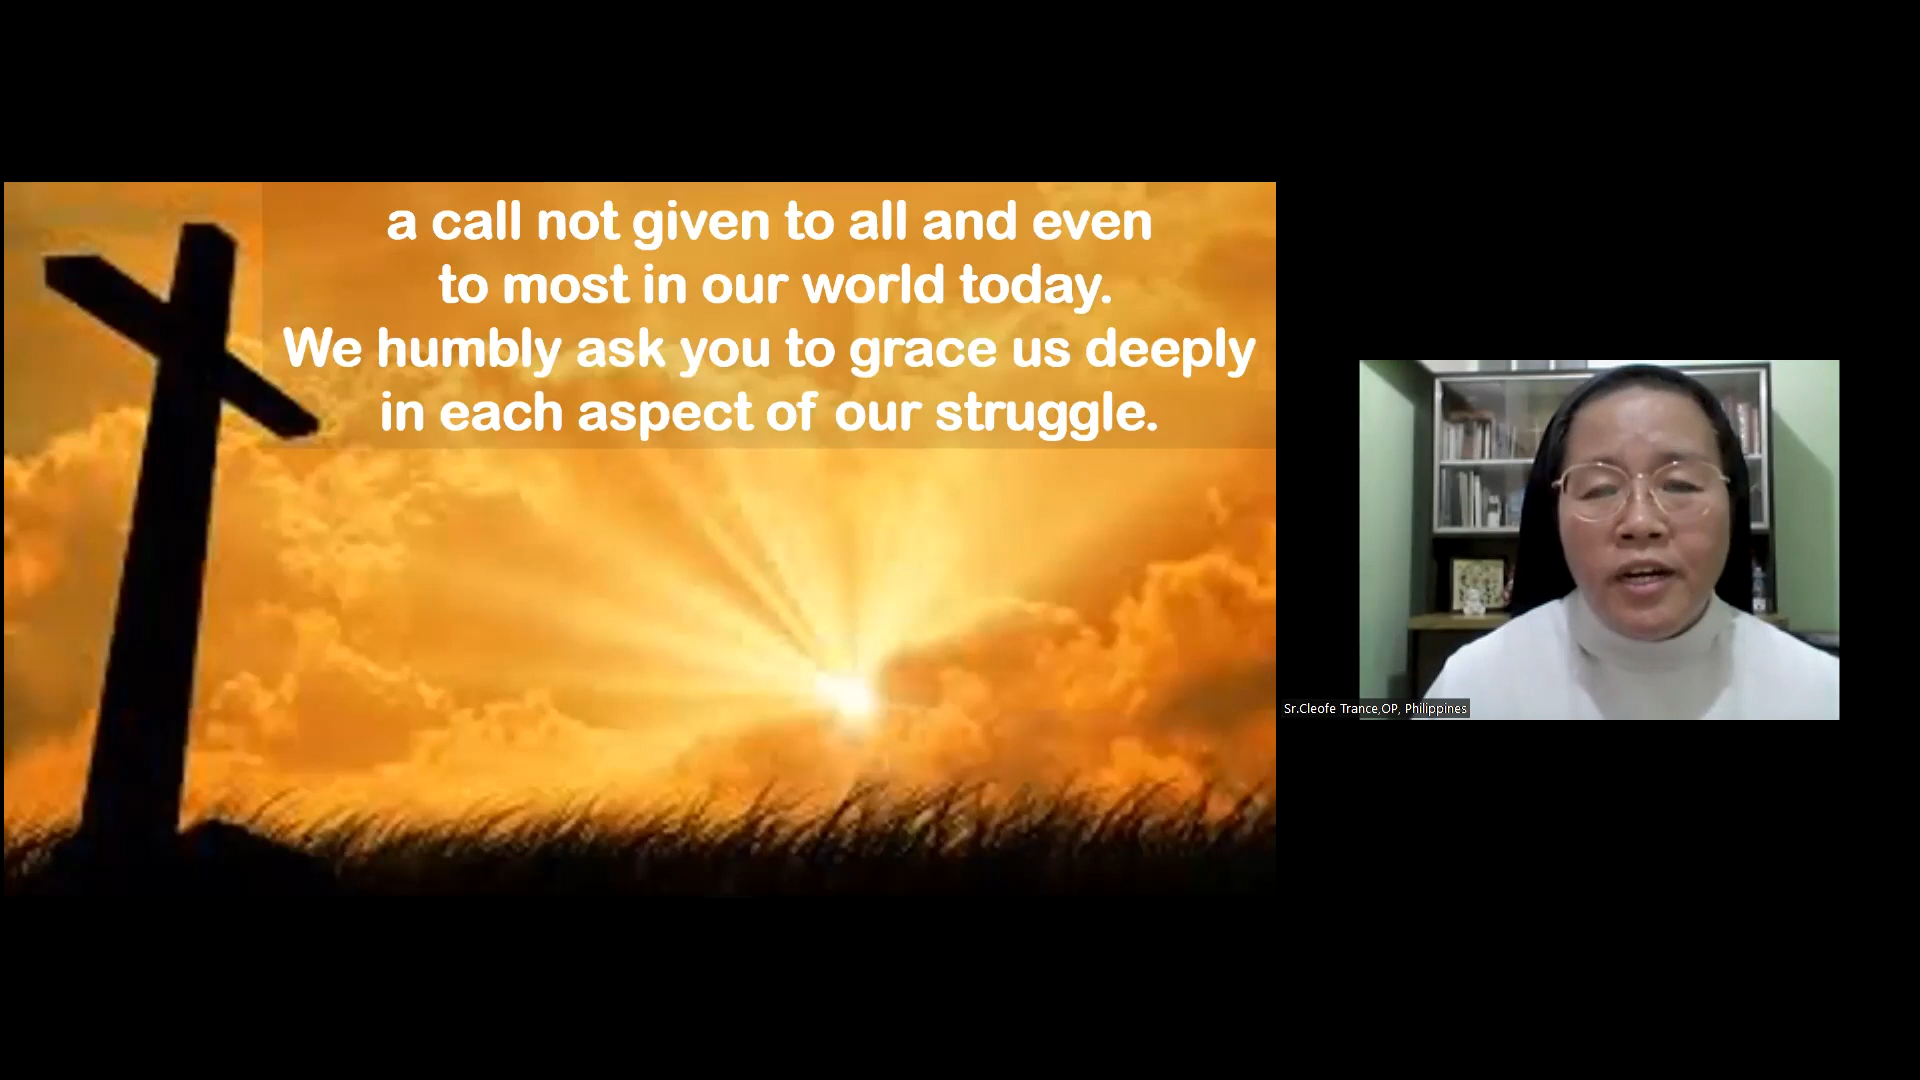 a call not given to all and even
to most in our world today.
We humbly ask you to grace us deeply
in each aspect of our struggle.
Sr.Cleofe Trance,OP, Philippines